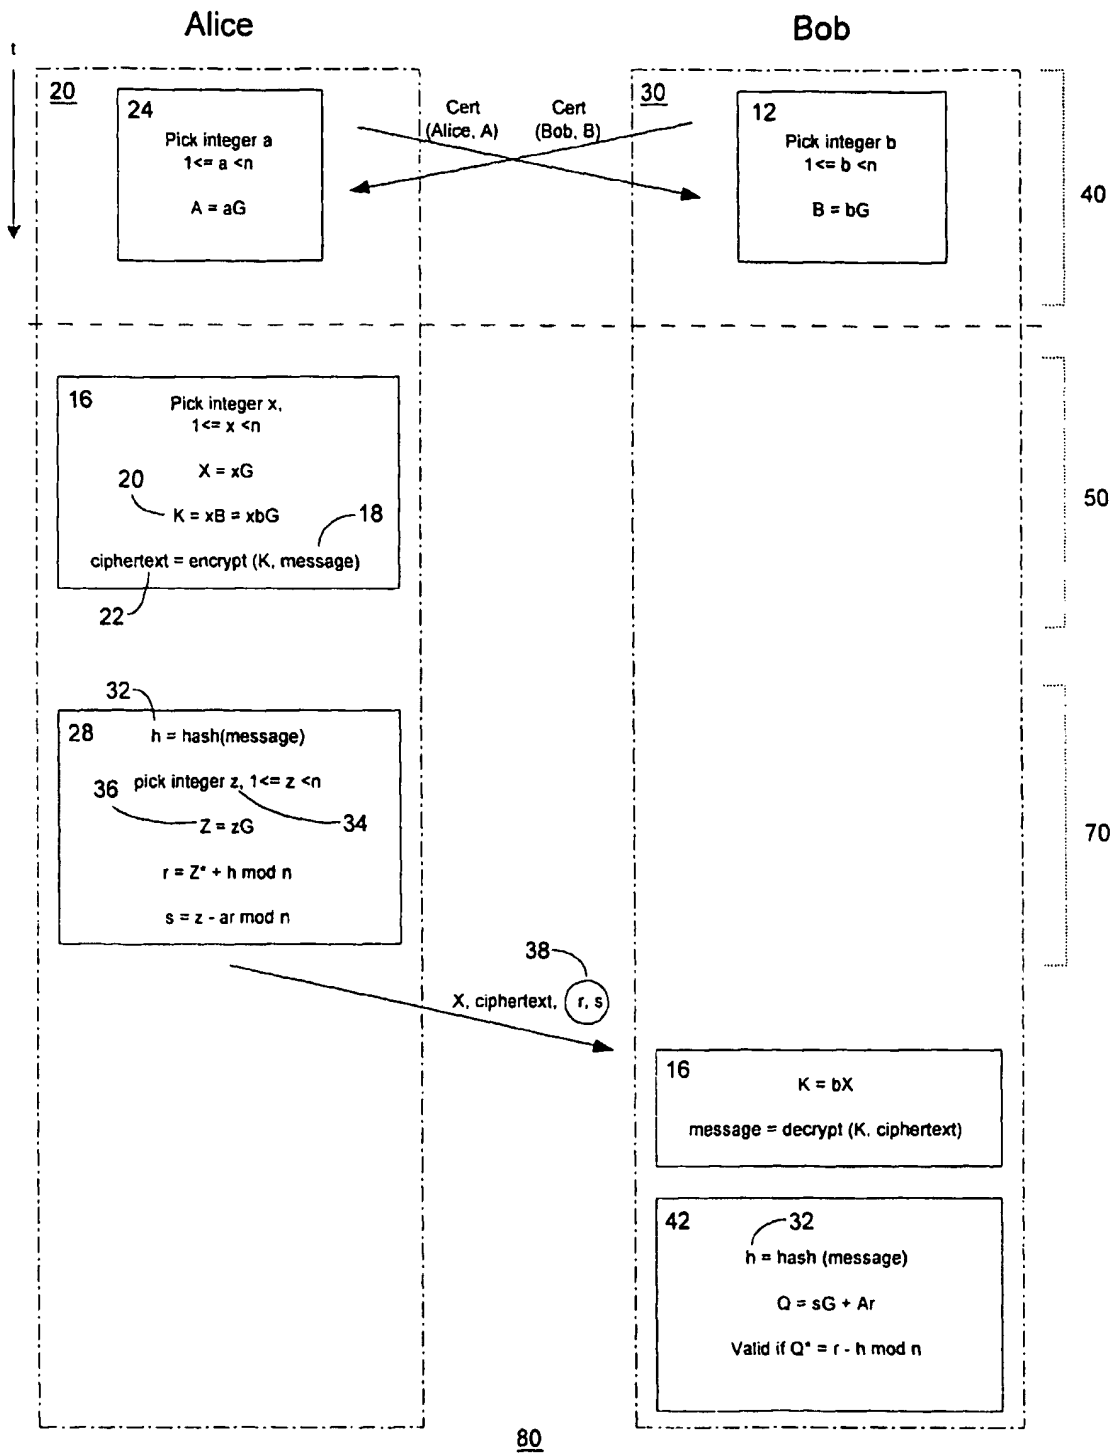 Alice
Bob
t
20
24
Pick integer a
1<= a <n
A = aG
Cert
(Alice, A)
Cert
(Bob, B)
30
12
Pick integer b
1<= b <n
B = bG
40
16
Pick integer x,
1<= x <n
X = xG
20
K = xB = xbG
18
ciphertext = encrypt (K, message)
22
50
32
28
h = hash(message)
pick integer z, 1<= z <n
36
Z = zG
34
r = Z* + h mod n
s = z - ar mod n
70
38
X, ciphertext, r, s
16
K = bX
message = decrypt (K, ciphertext)
42
32
h = hash (message)
Q = sG + Ar
Valid if Q* = r - h mod n
80